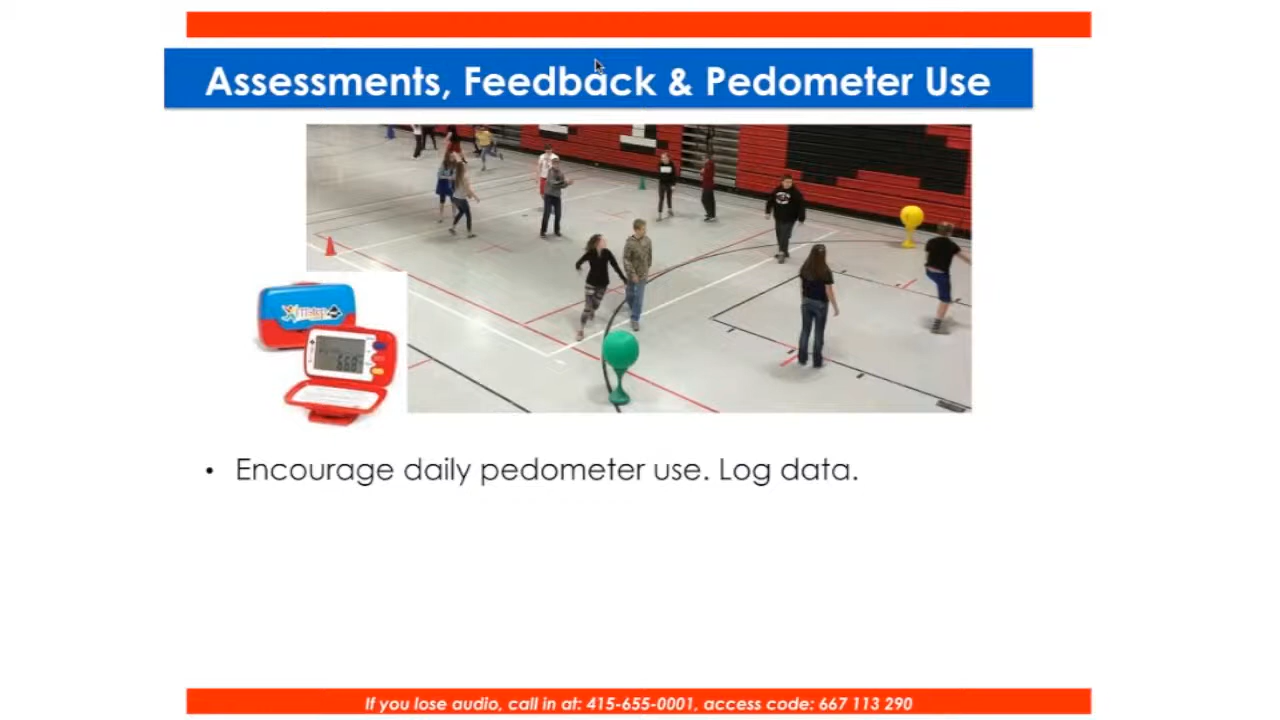 Assessments, Feedback & Pedometer Use
• Encourage daily pedometer use. Log data.
If you lose audio, call in at: 415-655-0001, access code: 667 113 290